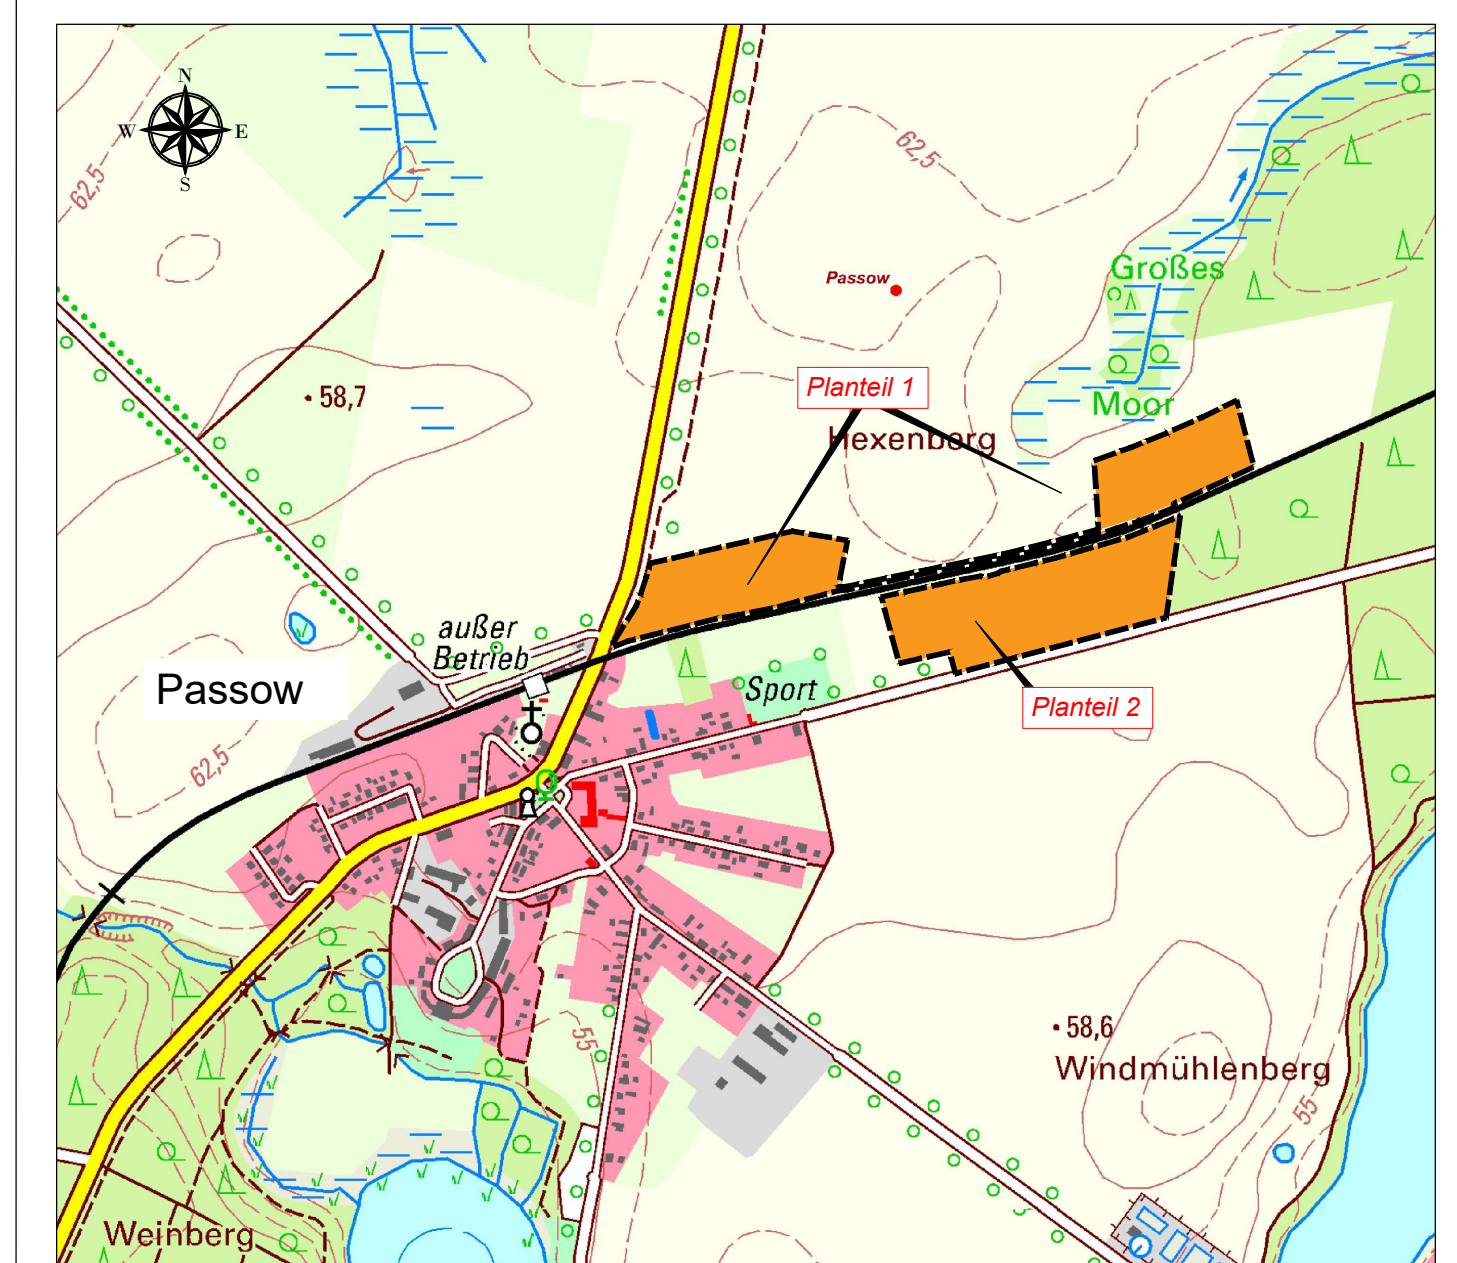 N
W E
S
62,5
62,5
Großes
Passow
Planteil 1
58,7
Moor
Hexenberg
außer
Betrieb
Passow
Sport
Planteil 2
62,5
55
58,6
Windmühlenberg
55
Weinberg